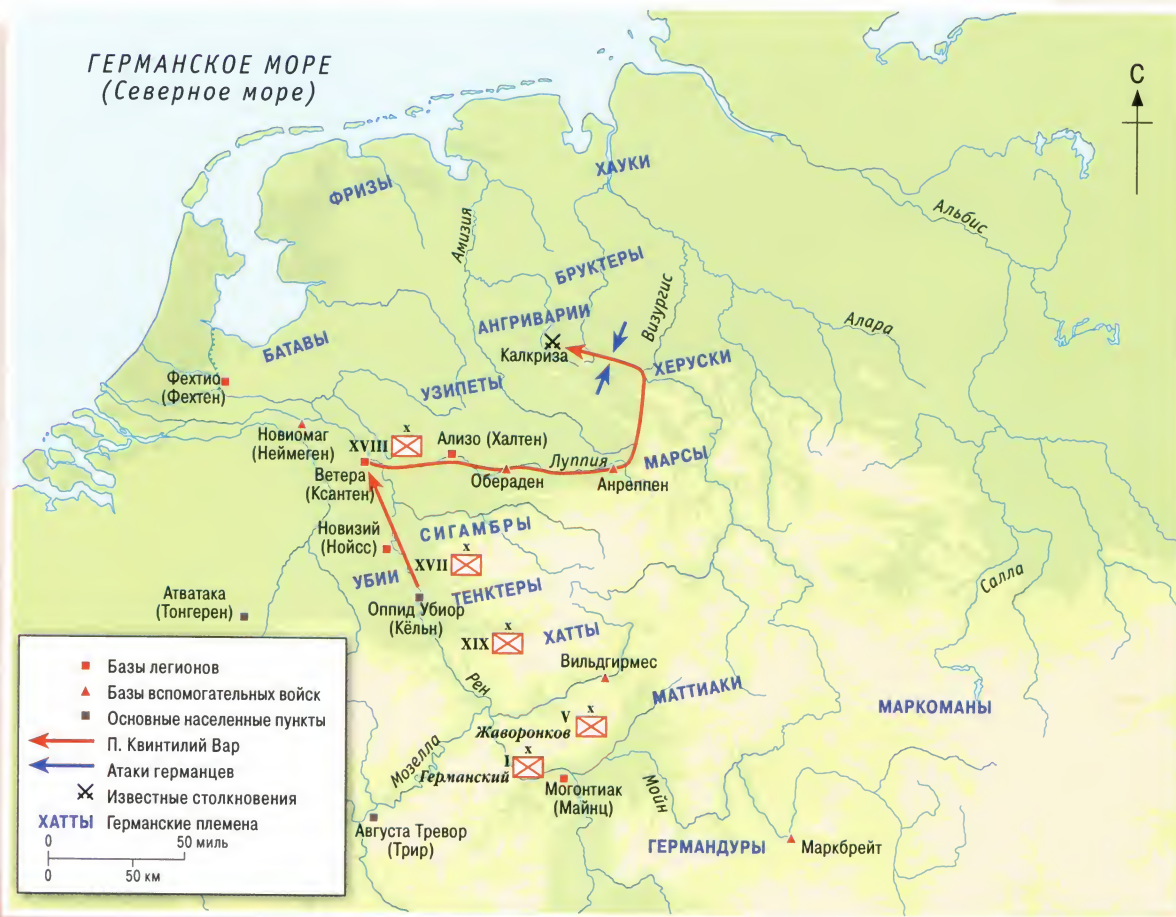 ГЕРМАНСКОЕ МОРЕ
(Северное море)
С
ХАУКИ
ФРИЗЫ
Амизия
Альбис
БРУКТЕРЫ
Визургис
АНГРИВАРИИ
Алара
БАТАВЫ
Калкриза
ХЕРУСКИ
Фехтио
(Фехтен)
УЗИПЕТЫ
Новиомаг
(Неймеген)
XVIII
x
Ализо (Халтен)
Луппия
МАРСЫ
Ветера
(Ксантен)
Обераден
Анреппен
Новизий
(Нойсс)
СИГАМБРЫ
x
XVII
УБИИ
ТЕНКТЕРЫ
Салла
Атватака
(Тонгерен)
Оппид Убиор
(Кёльн)
x
XIX
ХАТТЫ
Вильдгирмес
Рен
МАТТИАКИ
МАРКОМАНЫ
x
V
Жаворонков
x
I
Германский
Мозелла
Могонтиак
(Майнц)
Мойн
Августа Тревор
(Трир)
ГЕРМАНДУРЫ
Маркбрейт
Базы легионов
Базы вспомогательных войск
Основные населенные пункты
П. Квинтилий Вар
Атаки германцев
Известные столкновения
ХАТТЫ Германские племена
0 50 миль
0 50 км